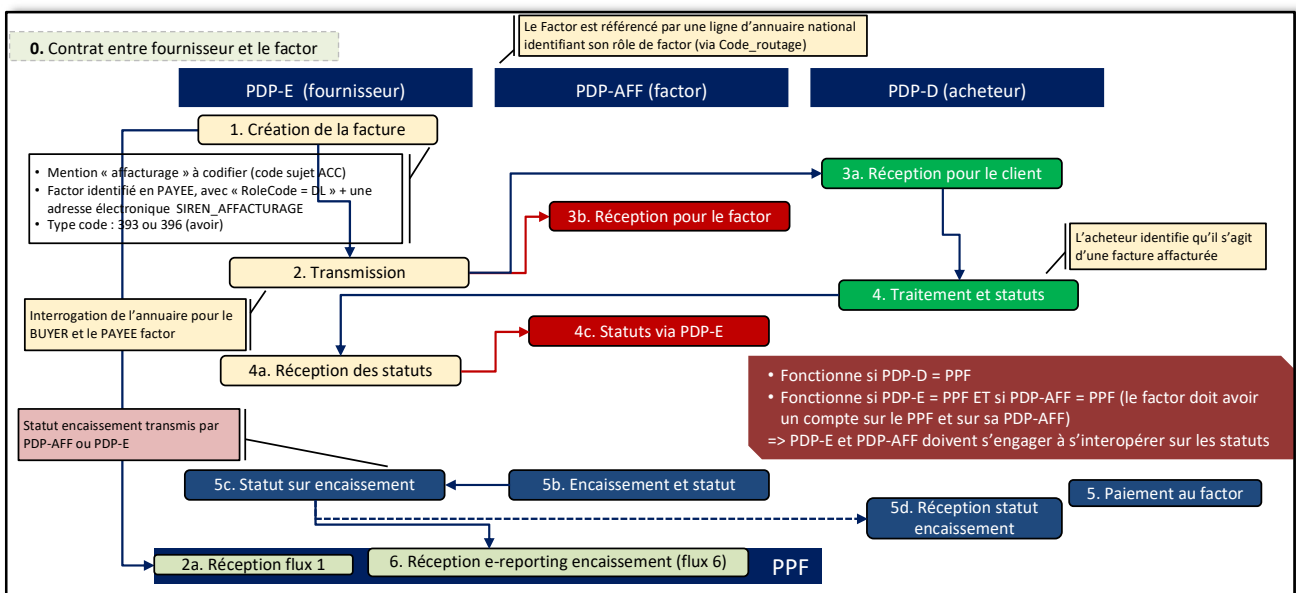 Le Factor est référencé par une ligne d'annuaire national
identifiant son rôle de factor (via Code_routage)
0. Contrat entre fournisseur et le factor
PDP-E (fournisseur)
PDP-AFF (factor)
PDP-D (acheteur)
1. Création de la facture
• Mention « affacturage » à codifier (code sujet ACC)
• Factor identifié en PAYEE, avec « RoleCode = DL » + une
adresse électronique SIREN_AFFACTURAGE
• Type code : 393 ou 396 (avoir)
3a. Réception pour le client
3b. Réception pour le factor
L'acheteur identifie qu'il s'agit
d'une facture affacturée
2. Transmission
4. Traitement et statuts
Interrogation de l'annuaire pour le
BUYER et le PAYEE factor
4c. Statuts via PDP-E
4a. Réception des statuts
• Fonctionne si PDP-D = PPF
• Fonctionne si PDP-E = PPF ET si PDP-AFF = PPF (le factor doit avoir
un compte sur le PPF et sur sa PDP-AFF)
=> PDP-E et PDP-AFF doivent s'engager à s'interopérer sur les statuts
Statut encaissement transmis par
PDP-AFF ou PDP-E
5c. Statut sur encaissement
5b. Encaissement et statut
5. Paiement au factor
5d. Réception statut
encaissement
2a. Réception flux 1
6. Réception e-reporting encaissement (flux 6)
PPF